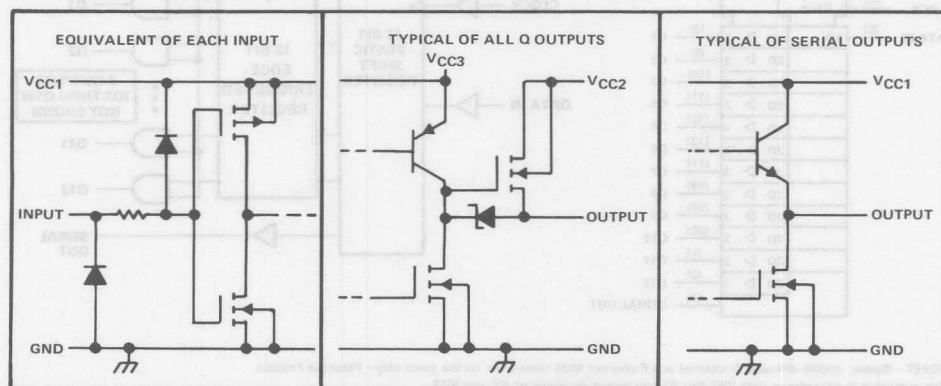 EQUIVALENT OF EACH INPUT
VCC1
INPUT
GND
TYPICAL OF ALL Q OUTPUTS
VCC3
VCC2
OUTPUT
GND
TYPICAL OF SERIAL OUTPUTS
VCC1
OUTPUT
GND